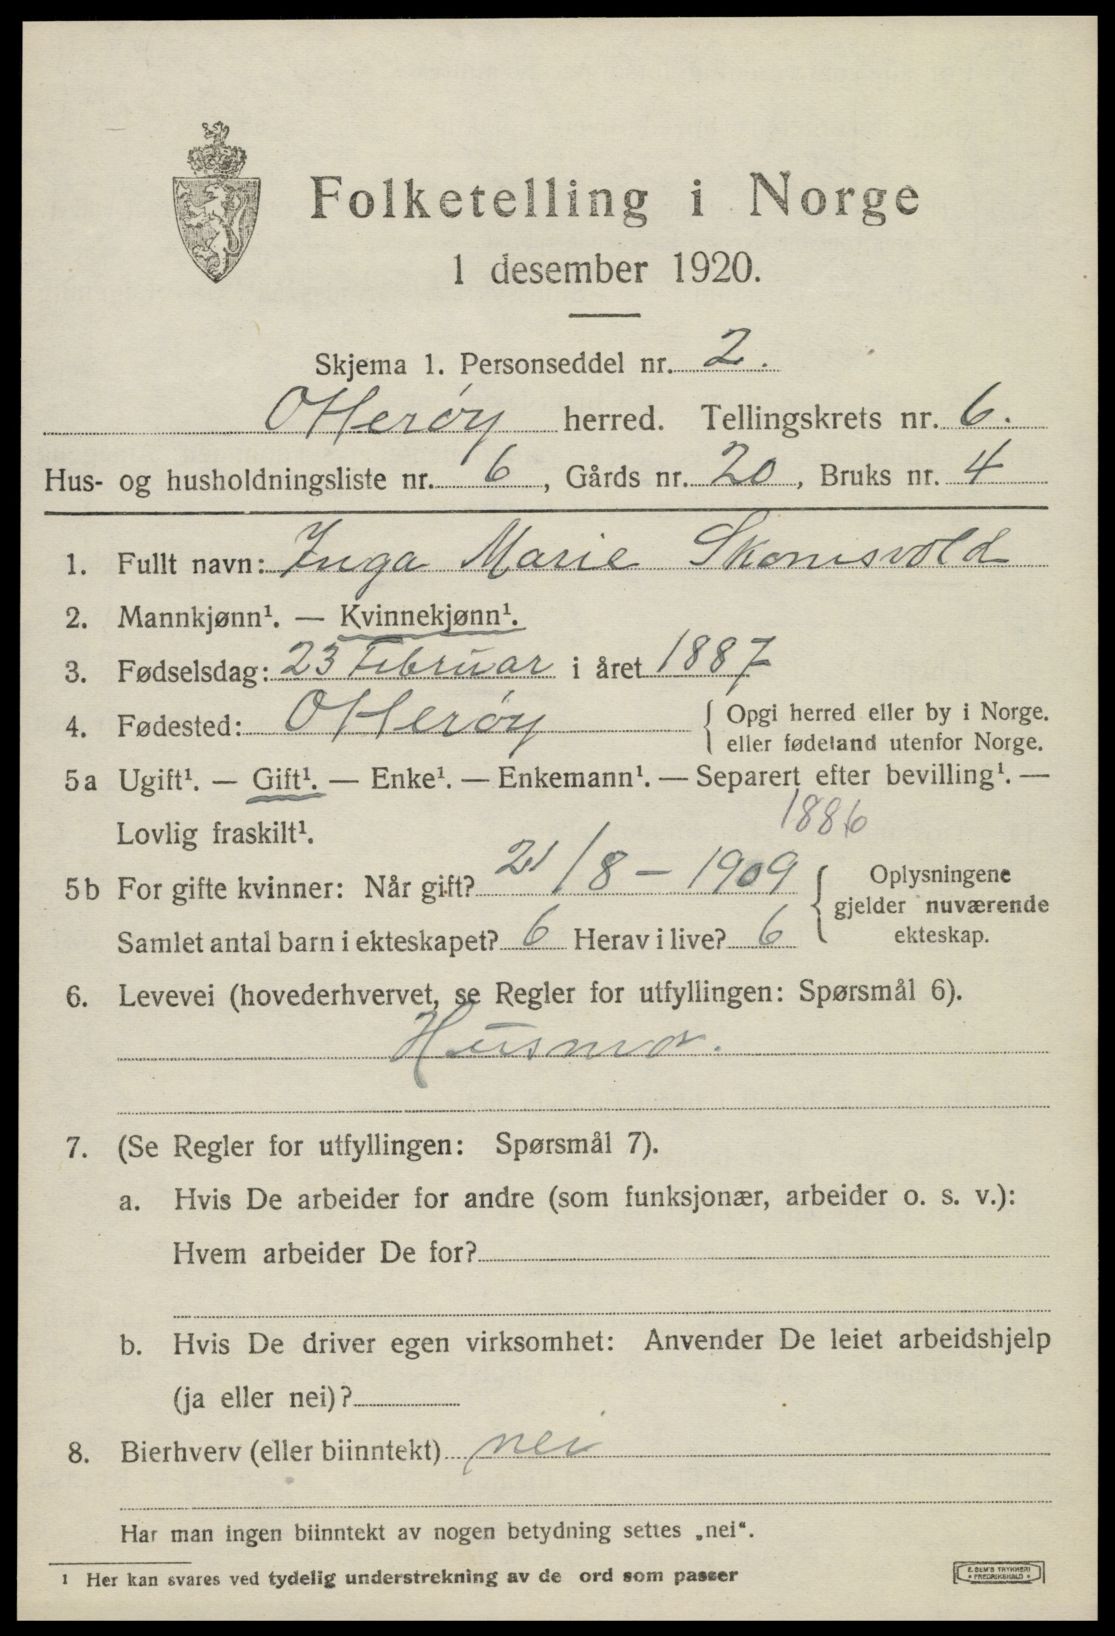 Folketelling i Norge
1 desember 1920.
Skjema 1. Personseddel nr. 2.
Otterøy herred. Tellingskrets nr. 6.
Hus- og husholdningsliste nr. 6, Gårds nr. 20, Bruks nr. 4
1. Fullt navn: Inga Marie Skomsvold
2. Mannkjønn¹. — Kvinnekjønn¹.
3. Fødselsdag: 23 Februar i året 1887
4. Fødested: Otterøy { Opgi herred eller by i Norge.
eller fødeland utenfor Norge.
5a Ugift¹. — Gift¹. — Enke¹. — Enkemann¹. — Separert efter bevilling¹. —
Lovlig fraskilt¹. 1886
5b For gifte kvinner: Når gift? 21/8 – 1909 { Oplysningene
gjelder nuværende
Samlet antal barn i ekteskapet? 6 Herav i live? 6 ekteskap.
6. Levevei (hovederhvervet, se Regler for utfyllingen: Spørsmål 6).
Husmor.
7. (Se Regler for utfyllingen: Spørsmål 7).
a. Hvis De arbeider for andre (som funksjonær, arbeider o. s. v.):
Hvem arbeider De for?
b. Hvis De driver egen virksomhet: Anvender De leiet arbeidshjelp
(ja eller nei)?
8. Bierhverv (eller biinntekt) nei
Har man ingen biinntekt av nogen betydning settes „nei“.
¹ Her kan svares ved tydelig understrekning av de ord som passer
E. SEM'S TRYKKERI
• FREDRIKSHALD •